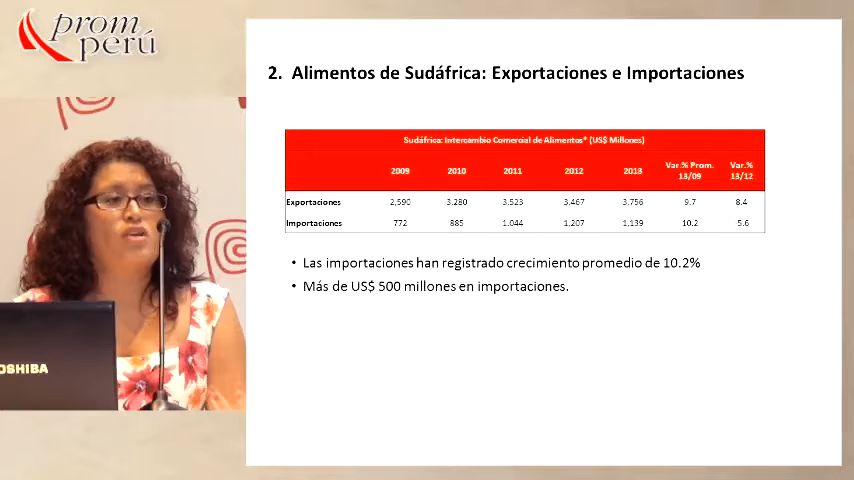 prom
perú
2. Alimentos de Sudáfrica: Exportaciones e Importaciones
Sudáfrica: Intercambio Comercial de Alimentos* (US$ Millones)
2009 2010 2011 2012 2013 Var.% Prom. 13/09 Var.% 13/12
Exportaciones 2,590 3,280 3,523 3,467 3,756 9.7 8.4
Importaciones 772 885 1,044 1,207 1,139 10.2 -5.6
• Las importaciones han registrado crecimiento promedio de 10.2%
• Más de US$ 500 millones en importaciones.
OSHIBA